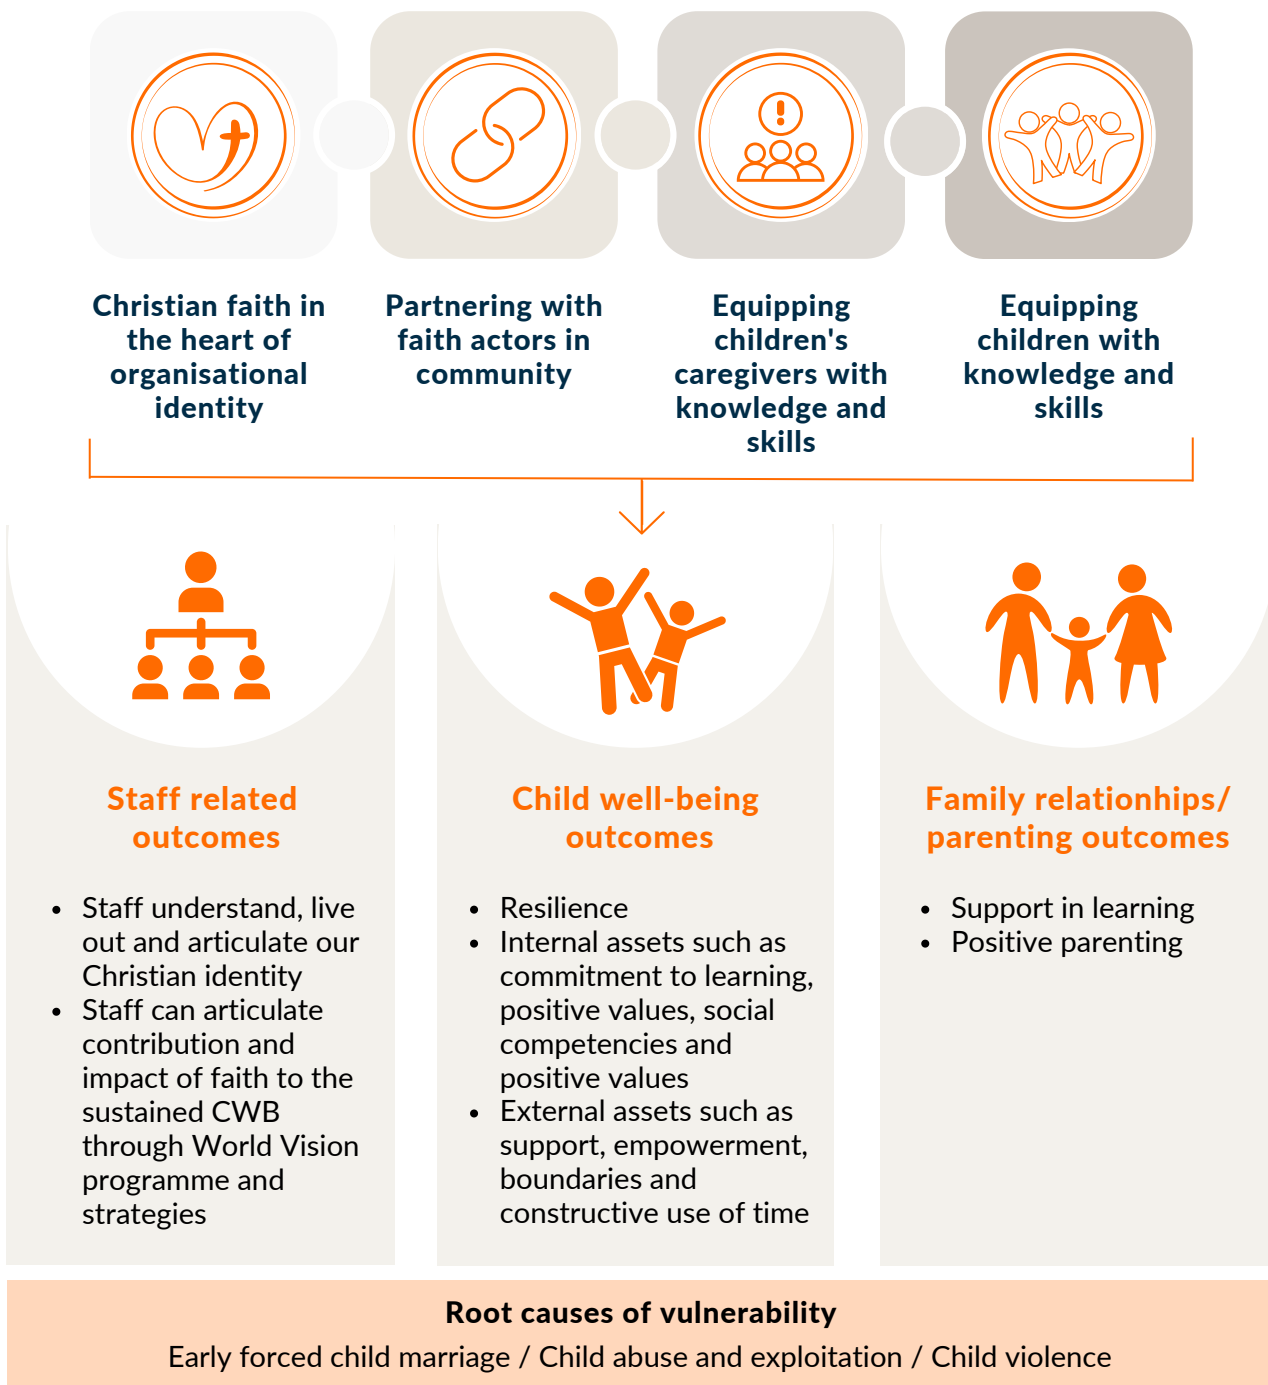 Christian faith in
the heart of
organisational
identity
Partnering with
faith actors in
community
Equipping
children's
caregivers with
knowledge and
skills
Equipping
children with
knowledge and
skills
Staff related
outcomes
• Staff understand, live
out and articulate our
Christian identity
• Staff can articulate
contribution and
impact of faith to the
sustained CWB
through World Vision
programme and
strategies
Child well-being
outcomes
• Resilience
• Internal assets such as
commitment to learning,
positive values, social
competencies and
positive values
• External assets such as
support, empowerment,
boundaries and
constructive use of time
Family relationhips/
parenting outcomes
• Support in learning
• Positive parenting
Root causes of vulnerability
Early forced child marriage / Child abuse and exploitation / Child violence